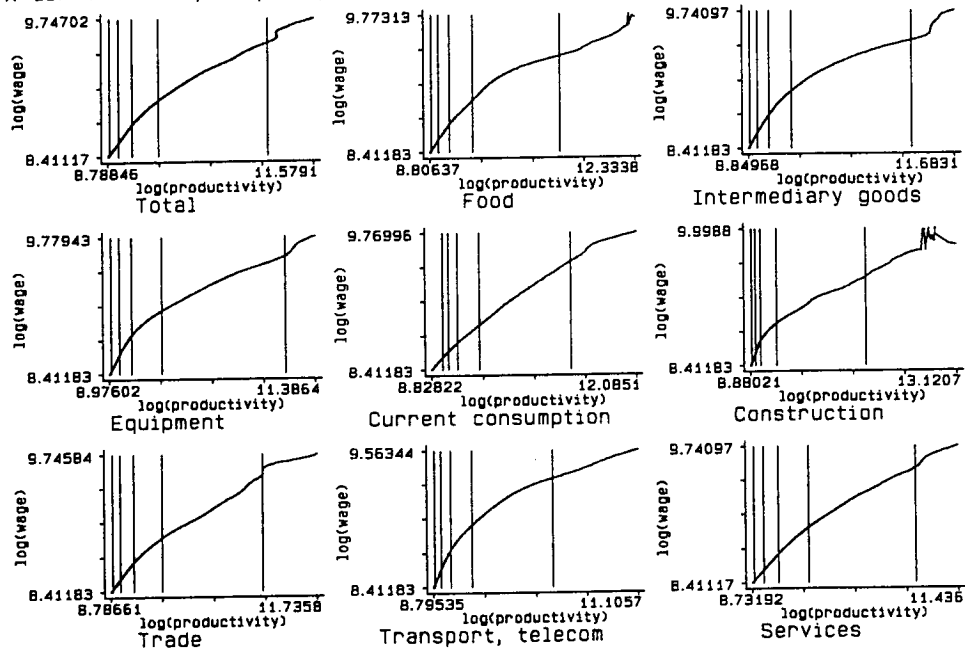 9.74702
log(wage)
8.41117
8.78846 11.5791
log(productivity)
Total
9.77313
log(wage)
8.41183
8.80637 12.3338
log(productivity)
Food
9.74097
log(wage)
8.41183
8.84968 11.6831
log(productivity)
Intermediary goods
9.77943
log(wage)
8.41183
8.97602 11.3864
log(productivity)
Equipment
9.76996
log(wage)
8.41183
8.82822 12.0851
log(productivity)
Current consumption
9.9988
log(wage)
8.41183
8.88021 13.1207
log(productivity)
Construction
9.74584
log(wage)
8.41183
8.78661 11.7358
log(productivity)
Trade
9.56344
log(wage)
8.41183
8.79535 11.1057
log(productivity)
Transport, telecom
9.74097
log(wage)
8.41117
8.73192 11.436
log(productivity)
Services